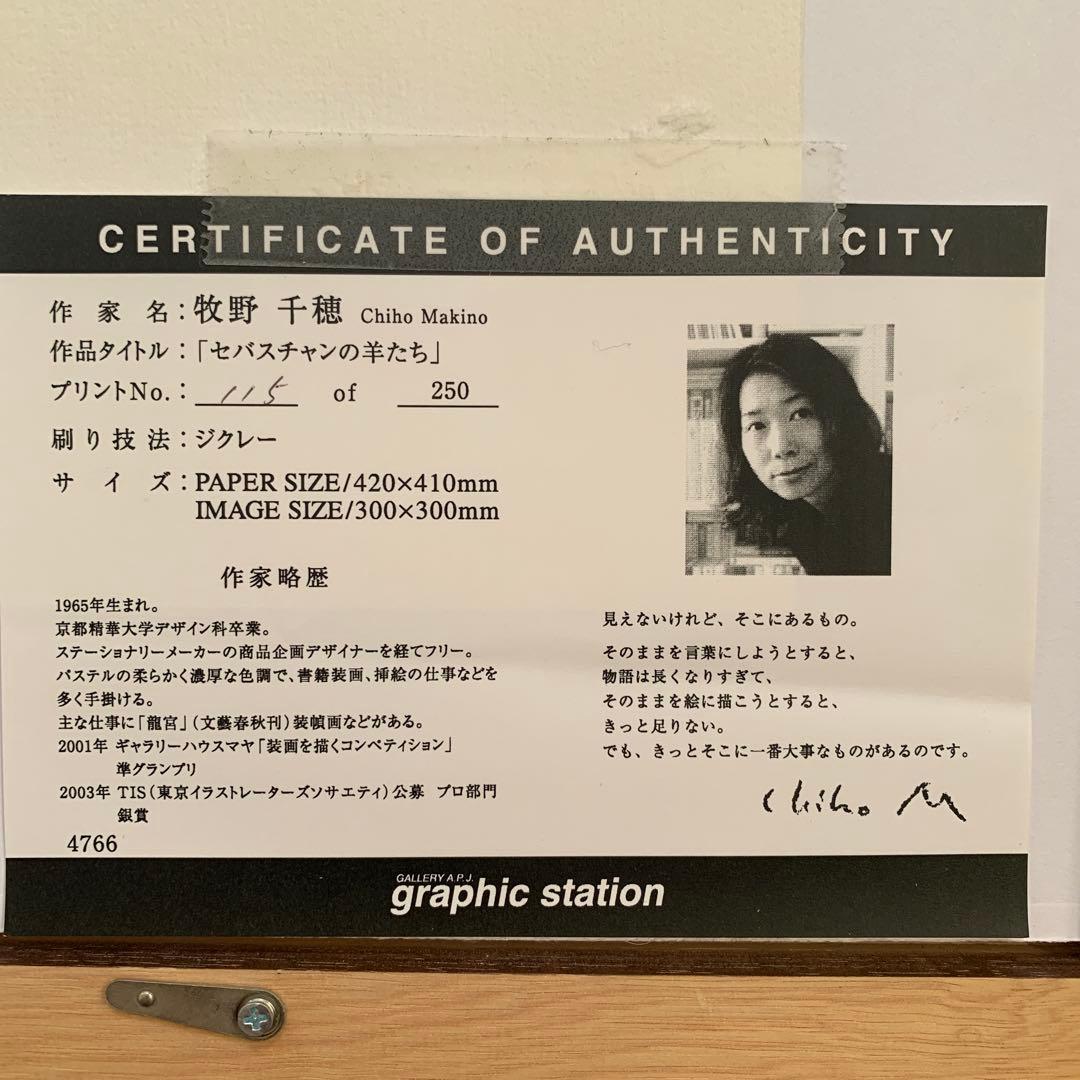 CERTIFICATE OF AUTHENTICITY
作家名：牧野 千穂 Chiho Makino
作品タイトル：「セバスチャンの羊たち」
プリントNo.： 115 of 250
刷り技法：ジクレー
サイズ：PAPER SIZE/420×410mm
IMAGE SIZE/300×300mm
作家略歴
1965年生まれ。
京都精華大学デザイン科卒業。
ステーショナリーメーカーの商品企画デザイナーを経てフリー。
パステルの柔らかく濃厚な色調で、書籍装画、挿絵の仕事などを
多く手掛ける。
主な仕事に「龍宮」（文藝春秋刊）装幀画などがある。
2001年 ギャラリーハウスマヤ「装画を描くコンペティション」
準グランプリ
2003年 TIS（東京イラストレーターズソサエティ）公募 プロ部門
銀賞
4766
見えないけれど、そこにあるもの。
そのままを言葉にしようとすると、
物語は長くなりすぎて、
そのままを絵に描こうとすると、
きっと足りない。
でも、きっとそこに一番大事なものがあるのです。
Chiho M
GALLERY A.P.J.
graphic station